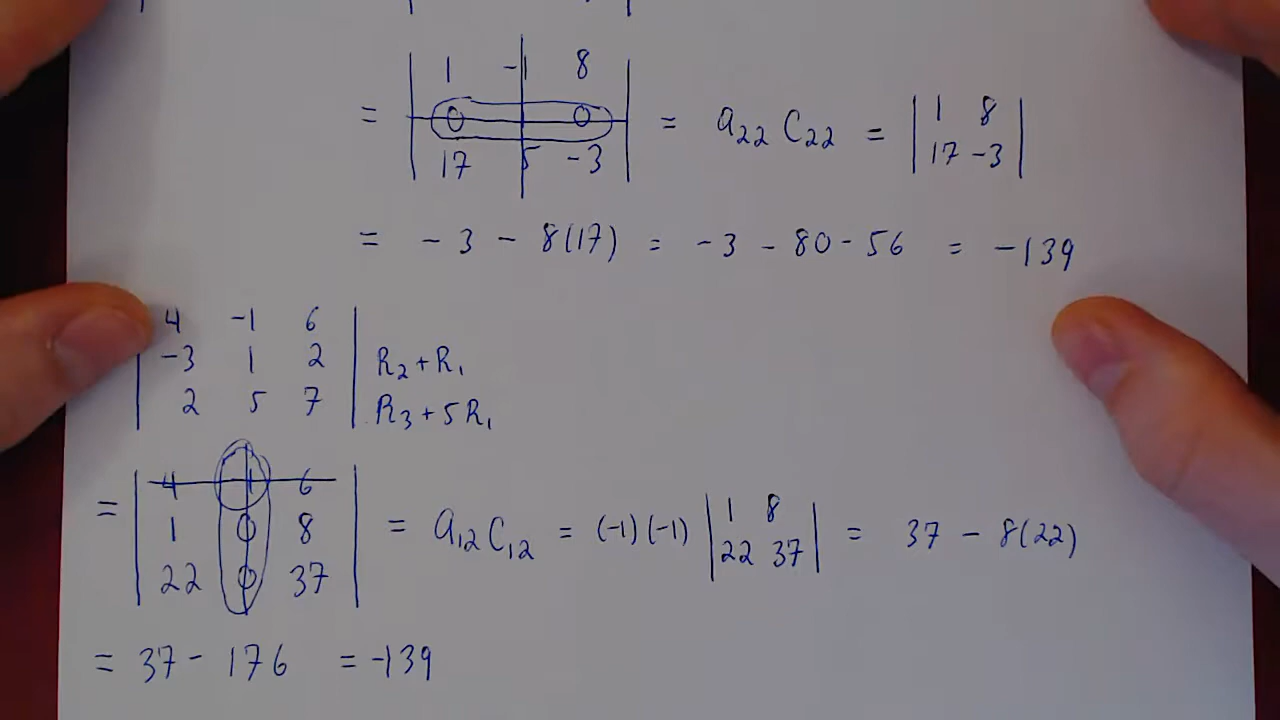 1 -1 8
= 0 0 = a₂₂ C₂₂ = | 1 8 |
17 5 -3 | 17 -3 |
= -3 - 8(17) = -3 - 80 - 56 = -139
| 4 -1 6 |
| -3 1 2 | R₂ + R₁
| 2 5 7 | R₃ + 5R₁
| 4 -1 6 |
= | 1 0 8 | = a₁₂ C₁₂ = (-1)(-1) | 1 8 | = 37 - 8(22)
| 22 0 37 | | 22 37 |
= 37 - 176 = -139